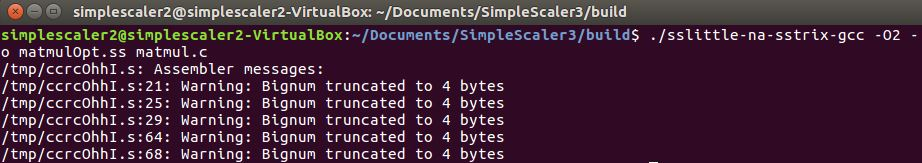 simplescaler2@simplescaler2-VirtualBox: ~/Documents/SimpleScaler3/build
simplescaler2@simplescaler2-VirtualBox:~/Documents/SimpleScaler3/build$ ./sslittle-na-sstrix-gcc -O2 -
o matmulOpt.ss matmul.c
/tmp/ccrcOhhI.s: Assembler messages:
/tmp/ccrcOhhI.s:21: Warning: Bignum truncated to 4 bytes
/tmp/ccrcOhhI.s:25: Warning: Bignum truncated to 4 bytes
/tmp/ccrcOhhI.s:29: Warning: Bignum truncated to 4 bytes
/tmp/ccrcOhhI.s:64: Warning: Bignum truncated to 4 bytes
/tmp/ccrcOhhI.s:68: Warning: Bignum truncated to 4 bytes